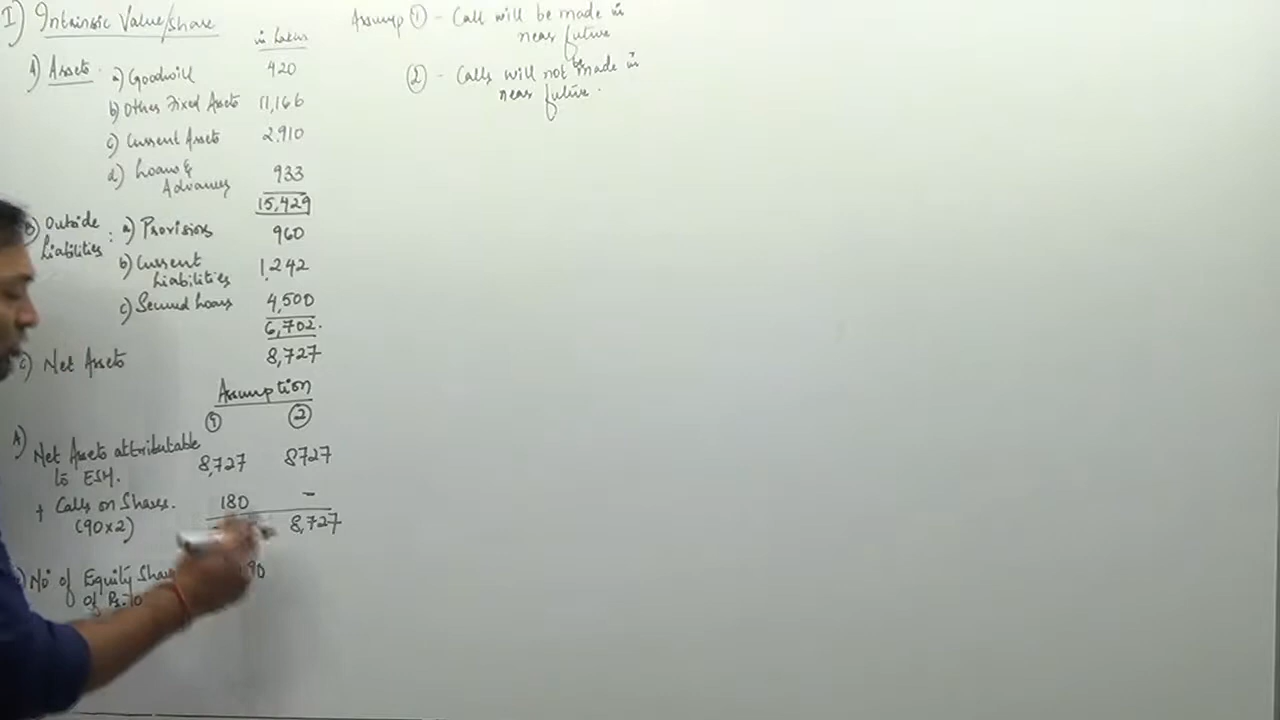 I) Intrinsic Value/share
in Lakhs
A) Assets. a) Goodwill 420
b) Other Fixed Assets 11,166
c) Current Assets 2,910
d) Loans &
Advances 933
15,429
B) Outside
Liabilities : a) Provisions 960
b) Current
Liabilities 1,242
c) Secured Loans 4,500
6,702.
C) Net Assets 8,727
Assumption
① ②
A) Net Assets attributable
to ESH. 8,727 8727
+ Calls on Shares. 180 -
(90x2) 8,727
No of Equity Share
of Rs.10
Assump ① - Call will be made in
near future
② - Calls will not be made in
near future.